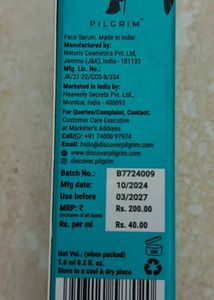 PILGRIM
Face Serum. Made in India
Manufactured by:
Naturis Cosmetics Pvt. Ltd,
Jammu (J&K), India - 181133
Mfg. Lic. No.:
JK/21-22/COS-8/334
Marketed in India by:
Heavenly Secrets Pvt. Ltd.,
Mumbai, India - 400093
For Queries/Complaint, Contact:
Customer Care Executive
at Marketer's Address
Call: +91 74000 97974
Email: hello@discoverpilgrim.com
www.discoverpilgrim.com
discover.pilgrim
Batch No.: B7724009
Mfg date 10/2024
Use before 03/2027
MRP: ₹ Rs. 200.00
(Inclusive of all taxes)
Rs. per ml Rs. 40.00
Net Vol.: (when packed)
5.0 ml 0.2 fl. oz.
Store in a cool & dry place